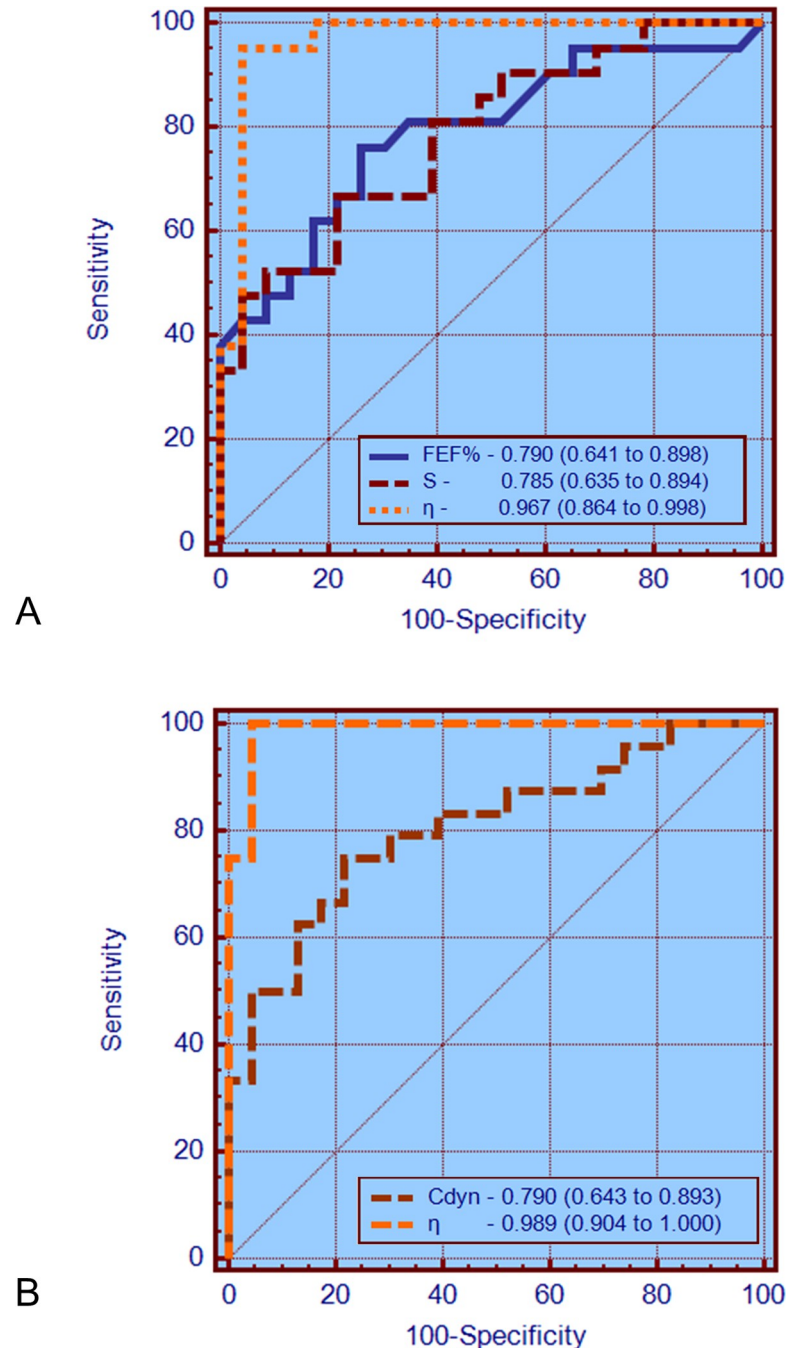 100
80
60
40
20
0
Sensitivity
FEF% - 0.790 (0.641 to 0.898)
S - 0.785 (0.635 to 0.894)
η - 0.967 (0.864 to 0.998)
0 20 40 60 80 100
100-Specificity
A
100
80
60
40
20
0
Sensitivity
Cdyn - 0.790 (0.643 to 0.893)
η - 0.989 (0.904 to 1.000)
0 20 40 60 80 100
100-Specificity
B